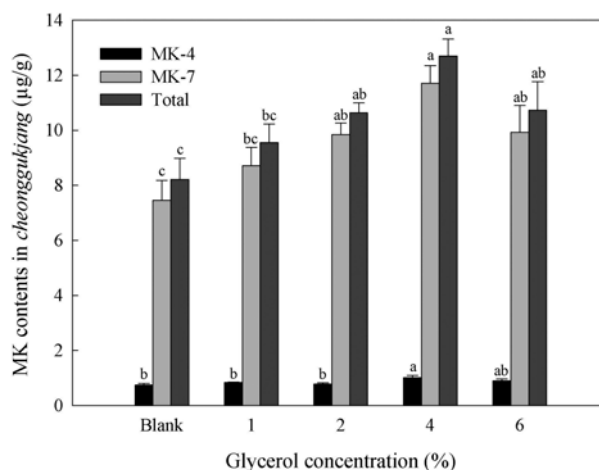 MK contents in cheonggukjang (µg/g)
14
12
10
8
6
4
2
0
MK-4
MK-7
Total
b
c
c
b
bc
bc
b
ab
ab
a
a
a
ab
ab
ab
Blank
1
2
4
6
Glycerol concentration (%)